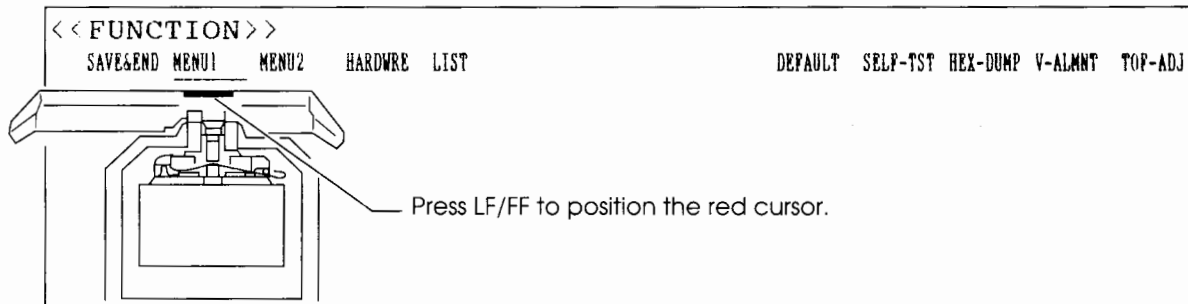 <<FUNCTION>>
SAVE&END MENU1 MENU2 HARDWRE LIST DEFAULT SELF-TST HEX-DUMP V-ALMNT TOF-ADJ
Press LF/FF to position the red cursor.